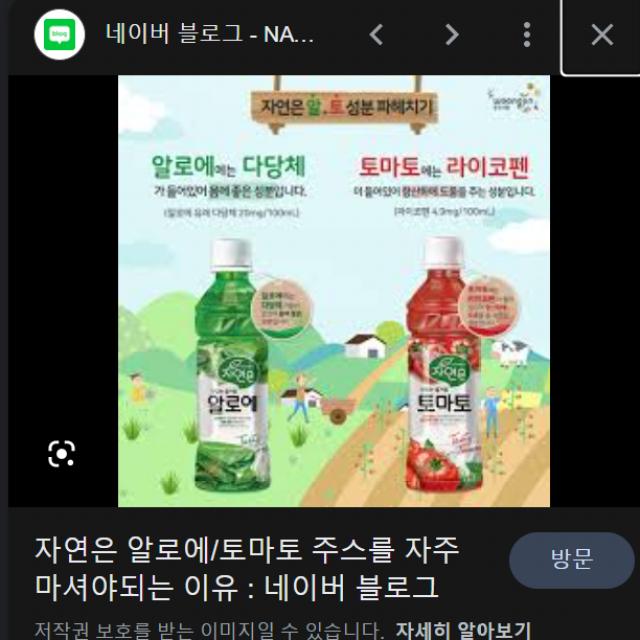 네이버 블로그 - NA...
자연은 알, 토 성분 파헤치기
woongjin
알로에에는 다당체
가 들어있어 몸에 좋은 성분입니다.
(알로에 유래 다당체 20mg/100mL)
토마토에는 라이코펜
이 들어있어 항산화에 도움을 주는 성분입니다.
(라이코펜 4.9mg/100mL)
자연은
알로에
자연은
토마토
자연은 알로에/토마토 주스를 자주
마셔야되는 이유 : 네이버 블로그
방문
저작권 보호를 받는 이미지일 수 있습니다. 자세히 알아보기